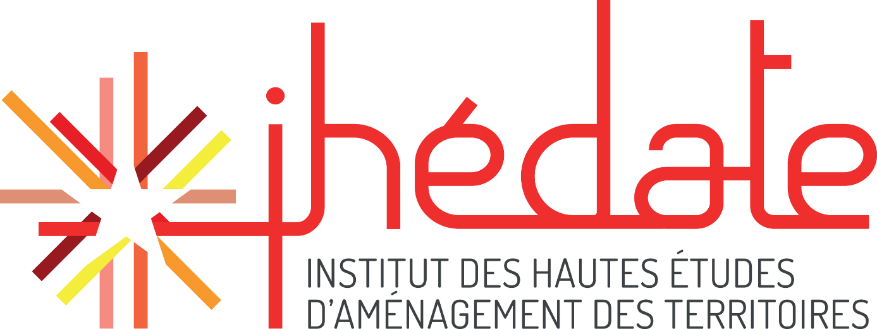 ihédate
INSTITUT DES HAUTES ÉTUDES
D'AMÉNAGEMENT DES TERRITOIRES